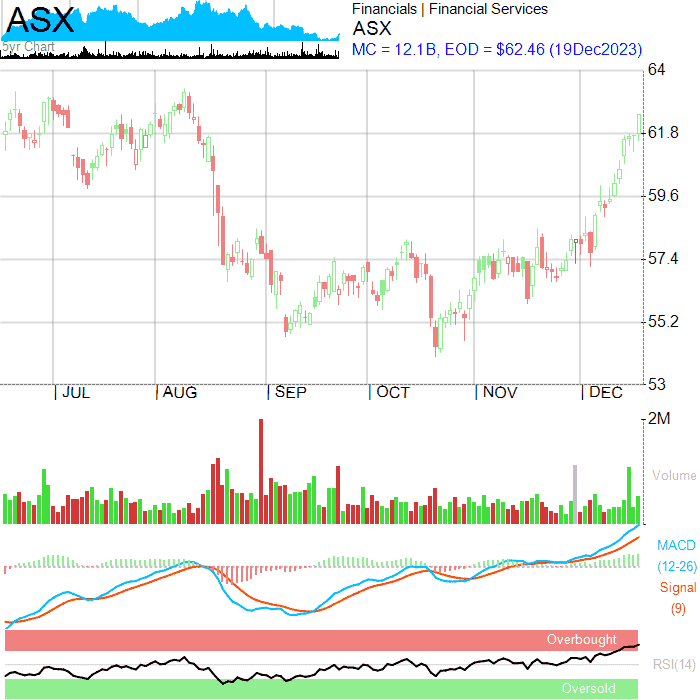 ASX
5yr Chart
Financials | Financial Services
ASX
MC = 12.1B, EOD = $62.46 (19Dec2023)
64
61.8
59.6
57.4
55.2
53
JUL AUG SEP OCT NOV DEC
2M
Volume
MACD
(12-26)
Signal
(9)
Overbought
RSI(14)
Oversold